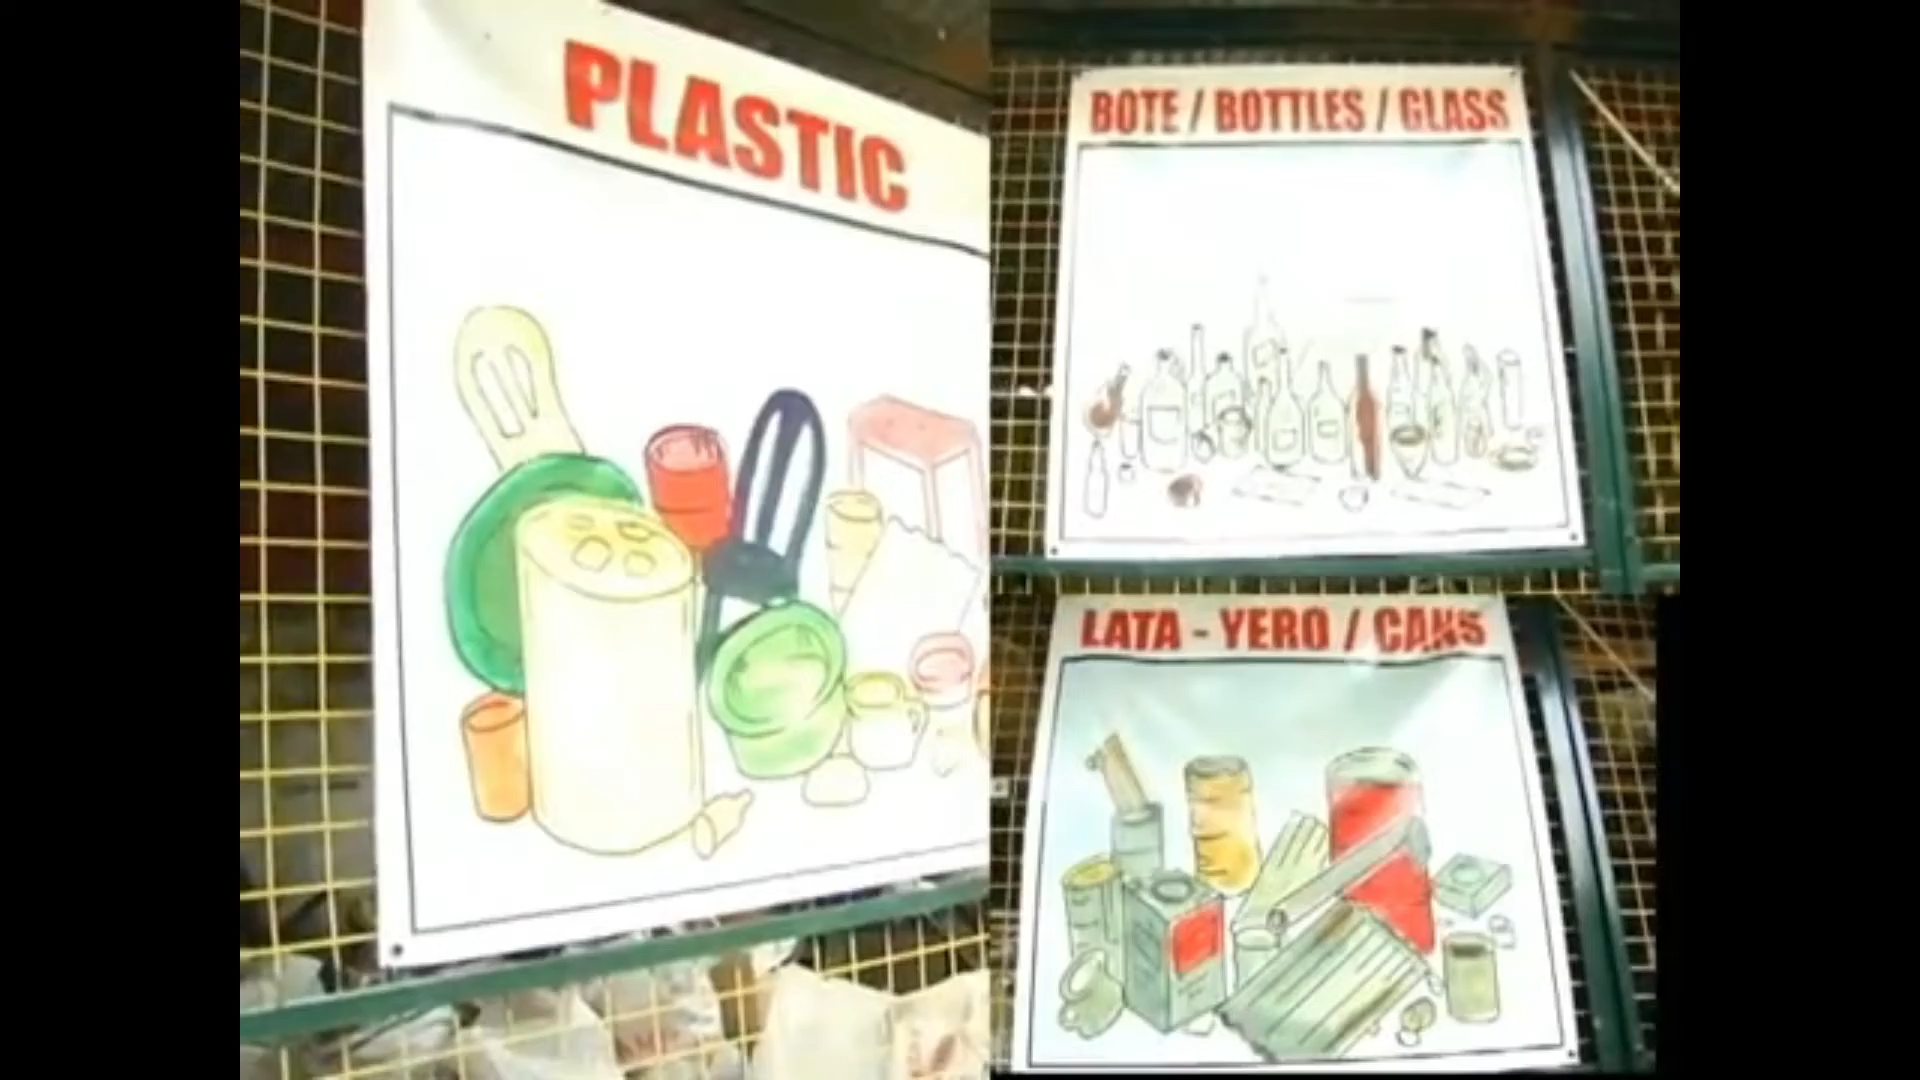 PLASTIC
BOTE / BOTTLES / GLASS
LATA - YERO / CANS